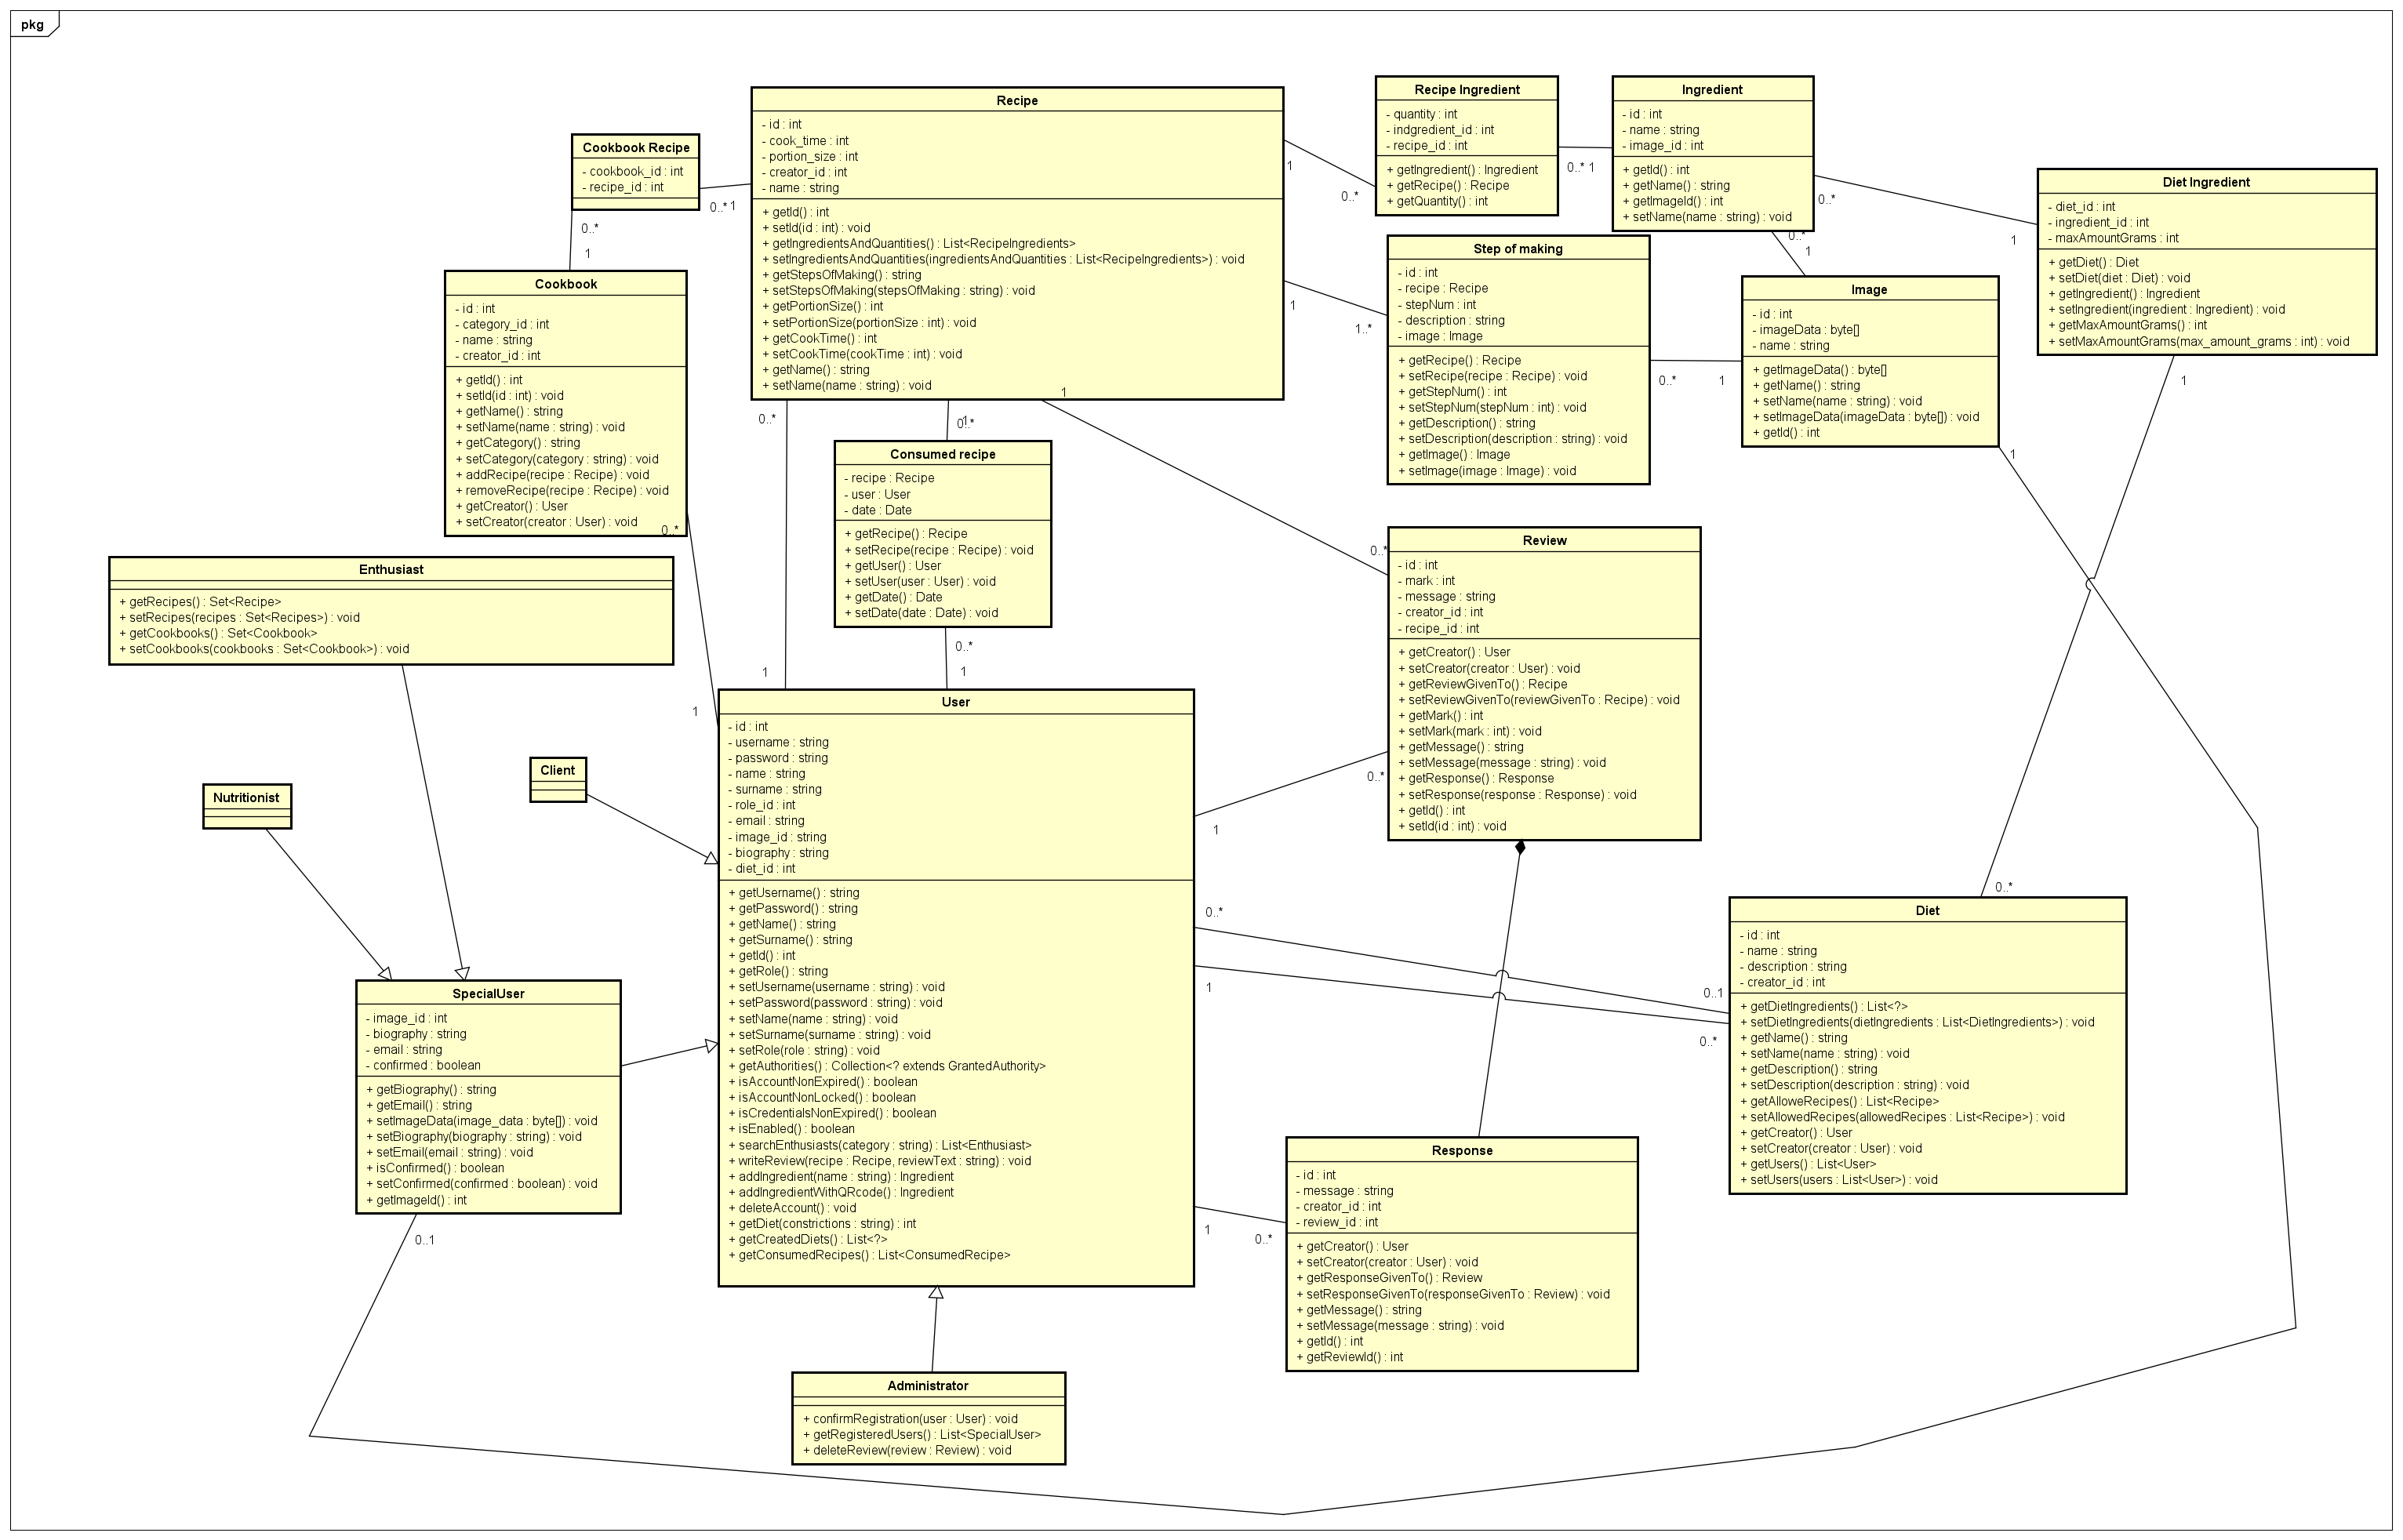 pkg
Cookbook Recipe
- cookbook_id : int
- recipe_id : int
0..*
1
0..*
1
Recipe
- id : int
- cook_time : int
- portion_size : int
- creator_id : int
- name : string
+ getId() : int
+ setId(id : int) : void
+ getIngredientsAndQuantities() : List<RecipeIngredients>
+ setIngredientsAndQuantities(ingredientsAndQuantities : List<RecipeIngredients>) : void
+ getStepsOfMaking() : string
+ setStepsOfMaking(stepsOfMaking : string) : void
+ getPortionSize() : int
+ setPortionSize(portionSize : int) : void
+ getCookTime() : int
+ setCookTime(cookTime : int) : void
+ getName() : string
+ setName(name : string) : void
1
0..*
1
1..*
1
0..*
0..*
1
1
0..*
Recipe Ingredient
- quantity : int
- indgredient_id : int
- recipe_id : int
+ getIngredient() : Ingredient
+ getRecipe() : Recipe
+ getQuantity() : int
0..*
1
Ingredient
- id : int
- name : string
- image_id : int
+ getId() : int
+ getName() : string
+ getImageId() : int
+ setName(name : string) : void
0..*
1
0..*
1
Diet Ingredient
- diet_id : int
- ingredient_id : int
- maxAmountGrams : int
+ getDiet() : Diet
+ setDiet(diet : Diet) : void
+ getIngredient() : Ingredient
+ setIngredient(ingredient : Ingredient) : void
+ getMaxAmountGrams() : int
+ setMaxAmountGrams(max_amount_grams : int) : void
1
0..*
Step of making
- id : int
- recipe : Recipe
- stepNum : int
- description : string
- image : Image
+ getRecipe() : Recipe
+ setRecipe(recipe : Recipe) : void
+ getStepNum() : int
+ setStepNum(stepNum : int) : void
+ getDescription() : string
+ setDescription(description : string) : void
+ getImage() : Image
+ setImage(image : Image) : void
0..*
1
Image
- id : int
- imageData : byte[]
- name : string
+ getImageData() : byte[]
+ getName() : string
+ setName(name : string) : void
+ setImageData(imageData : byte[]) : void
+ getId() : int
1
Cookbook
- id : int
- category_id : int
- name : string
- creator_id : int
+ getId() : int
+ setId(id : int) : void
+ getName() : string
+ setName(name : string) : void
+ getCategory() : string
+ setCategory(category : string) : void
+ addRecipe(recipe : Recipe) : void
+ removeRecipe(recipe : Recipe) : void
+ getCreator() : User
+ setCreator(creator : User) : void
0..*
1
Consumed recipe
- recipe : Recipe
- user : User
- date : Date
+ getRecipe() : Recipe
+ setRecipe(recipe : Recipe) : void
+ getUser() : User
+ setUser(user : User) : void
+ getDate() : Date
+ setDate(date : Date) : void
0..*
1
Enthusiast
+ getRecipes() : Set<Recipe>
+ setRecipes(recipes : Set<Recipes>) : void
+ getCookbooks() : Set<Cookbook>
+ setCookbooks(cookbooks : Set<Cookbook>) : void
Review
- id : int
- mark : int
- message : string
- creator_id : int
- recipe_id : int
+ getCreator() : User
+ setCreator(creator : User) : void
+ getReviewGivenTo() : Recipe
+ setReviewGivenTo(reviewGivenTo : Recipe) : void
+ getMark() : int
+ setMark(mark : int) : void
+ getMessage() : string
+ setMessage(message : string) : void
+ getResponse() : Response
+ setResponse(response : Response) : void
+ getId() : int
+ setId(id : int) : void
0..*
1
Client
Nutritionist
User
- id : int
- username : string
- password : string
- name : string
- surname : string
- role_id : int
- email : string
- image_id : string
- biography : string
- diet_id : int
+ getUsername() : string
+ getPassword() : string
+ getName() : string
+ getSurname() : string
+ getId() : int
+ getRole() : string
+ setUsername(username : string) : void
+ setPassword(password : string) : void
+ setName(name : string) : void
+ setSurname(surname : string) : void
+ setRole(role : string) : void
+ getAuthorities() : Collection<? extends GrantedAuthority>
+ isAccountNonExpired() : boolean
+ isAccountNonLocked() : boolean
+ isCredentialsNonExpired() : boolean
+ isEnabled() : boolean
+ searchEnthusiasts(category : string) : List<Enthusiast>
+ writeReview(recipe : Recipe, reviewText : string) : void
+ addIngredient(name : string) : Ingredient
+ addIngredientWithQRcode() : Ingredient
+ deleteAccount() : void
+ getDiet(constrictions : string) : int
+ getCreatedDiets() : List<?>
+ getConsumedRecipes() : List<ConsumedRecipe>
0..*
0..1
1
0..*
1
0..*
SpecialUser
- image_id : int
- biography : string
- email : string
- confirmed : boolean
+ getBiography() : string
+ getEmail() : string
+ setImageData(image_data : byte[]) : void
+ setBiography(biography : string) : void
+ setEmail(email : string) : void
+ isConfirmed() : boolean
+ setConfirmed(confirmed : boolean) : void
+ getImageId() : int
0..1
Diet
- id : int
- name : string
- description : string
- creator_id : int
+ getDietIngredients() : List<?>
+ setDietIngredients(dietIngredients : List<DietIngredients>) : void
+ getName() : string
+ setName(name : string) : void
+ getDescription() : string
+ setDescription(description : string) : void
+ getAlloweRecipes() : List<Recipe>
+ setAllowedRecipes(allowedRecipes : List<Recipe>) : void
+ getCreator() : User
+ setCreator(creator : User) : void
+ getUsers() : List<User>
+ setUsers(users : List<User>) : void
Response
- id : int
- message : string
- creator_id : int
- review_id : int
+ getCreator() : User
+ setCreator(creator : User) : void
+ getResponseGivenTo() : Review
+ setResponseGivenTo(responseGivenTo : Review) : void
+ getMessage() : string
+ setMessage(message : string) : void
+ getId() : int
+ getReviewId() : int
Administrator
+ confirmRegistration(user : User) : void
+ getRegisteredUsers() : List<SpecialUser>
+ deleteReview(review : Review) : void